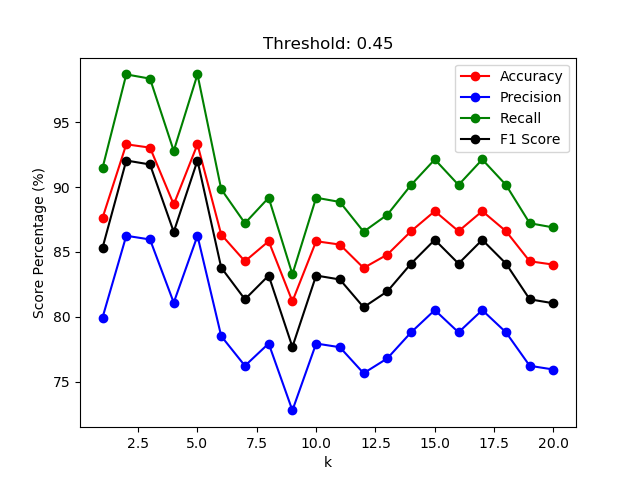 Threshold: 0.45
Accuracy
Precision
Recall
F1 Score
Score Percentage (%)
95
90
85
80
75
2.5 5.0 7.5 10.0 12.5 15.0 17.5 20.0
k